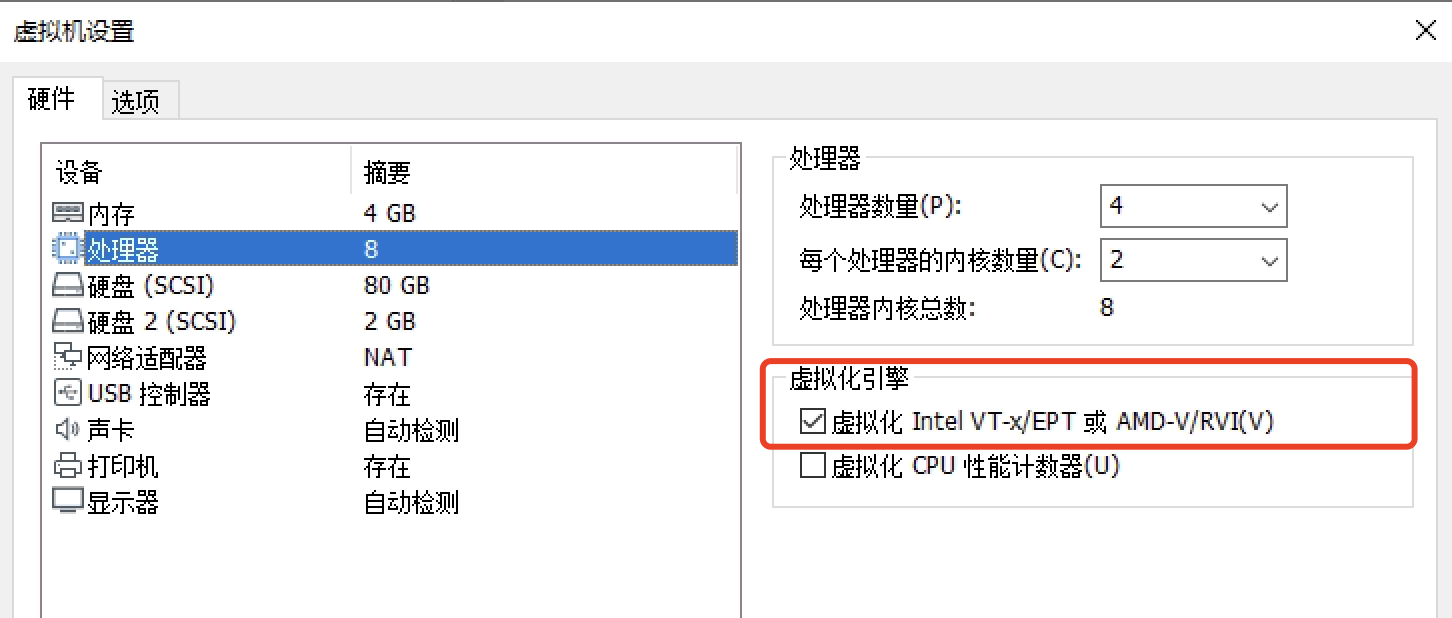 虚拟机设置
硬件 选项
设备 摘要
内存 4 GB
处理器 8
硬盘 (SCSI) 80 GB
硬盘 2 (SCSI) 2 GB
网络适配器 NAT
USB 控制器 存在
声卡 自动检测
打印机 存在
显示器 自动检测
处理器
处理器数量(P): 4
每个处理器的内核数量(C): 2
处理器内核总数: 8
虚拟化引擎
虚拟化 Intel VT-x/EPT 或 AMD-V/RVI(V)
虚拟化 CPU 性能计数器(U)